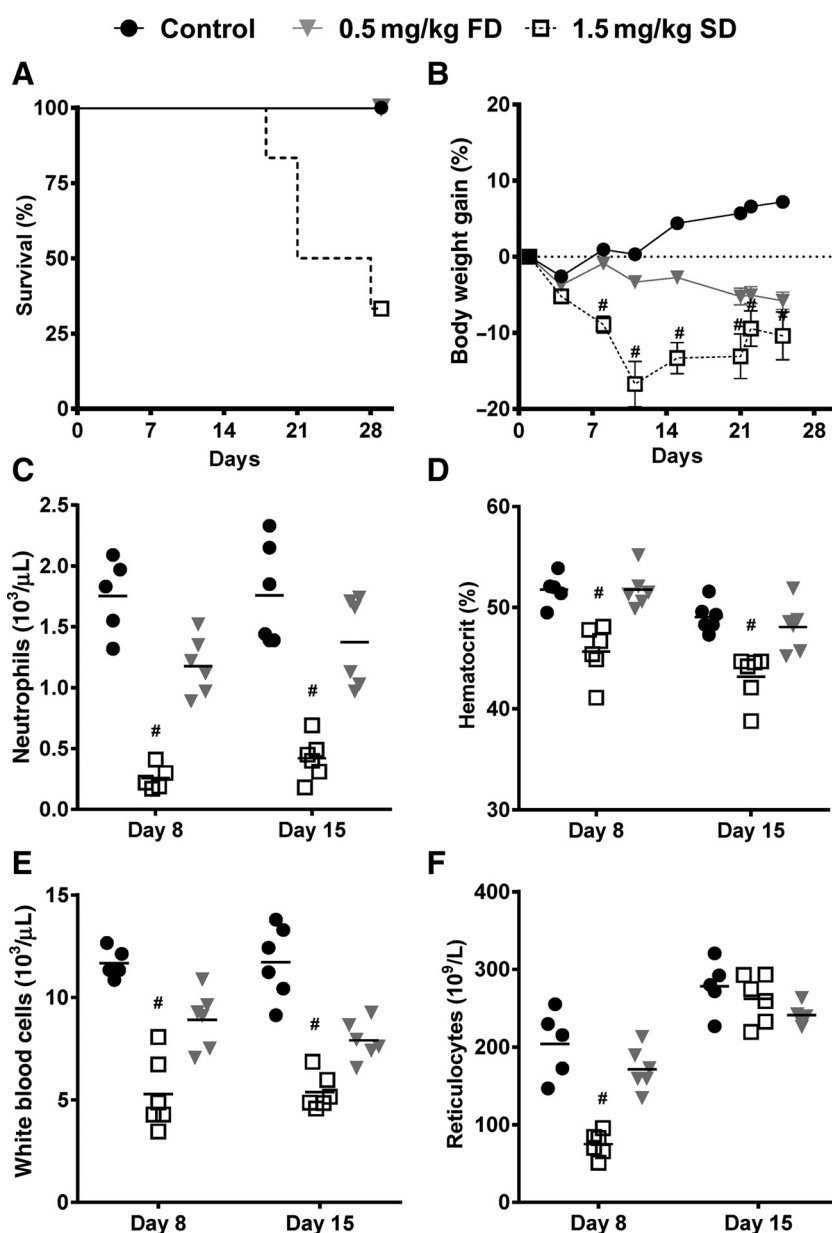 Control 0.5 mg/kg FD 1.5 mg/kg SD
A
Survival (%)
100
75
50
25
0
0 7 14 21 28
Days
B
Body weight gain (%)
20
10
0
−10
−20
# # # # # #
0 7 14 21 28
Days
C
Neutrophils (10³/μL)
2.5
2.0
1.5
1.0
0.5
0.0
# #
Day 8 Day 15
D
Hematocrit (%)
60
50
40
30
# #
Day 8 Day 15
E
White blood cells (10³/μL)
15
10
5
0
# #
Day 8 Day 15
F
Reticulocytes (10⁹/L)
400
300
200
100
0
#
Day 8 Day 15